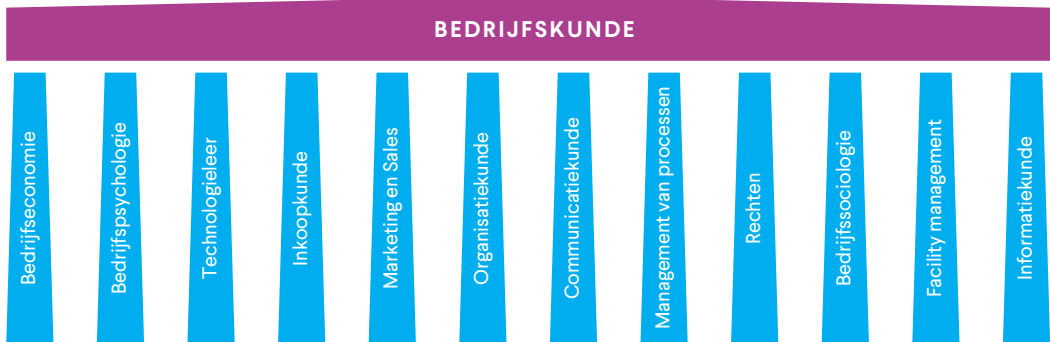 BEDRIJFSKUNDE
Bedrijfseconomie
Bedrijfspsychologie
Technologieleer
Inkoopkunde
Marketing en Sales
Organisatiekunde
Communicatiekunde
Management van processen
Rechten
Bedrijfssociologie
Facility management
Informatiekunde